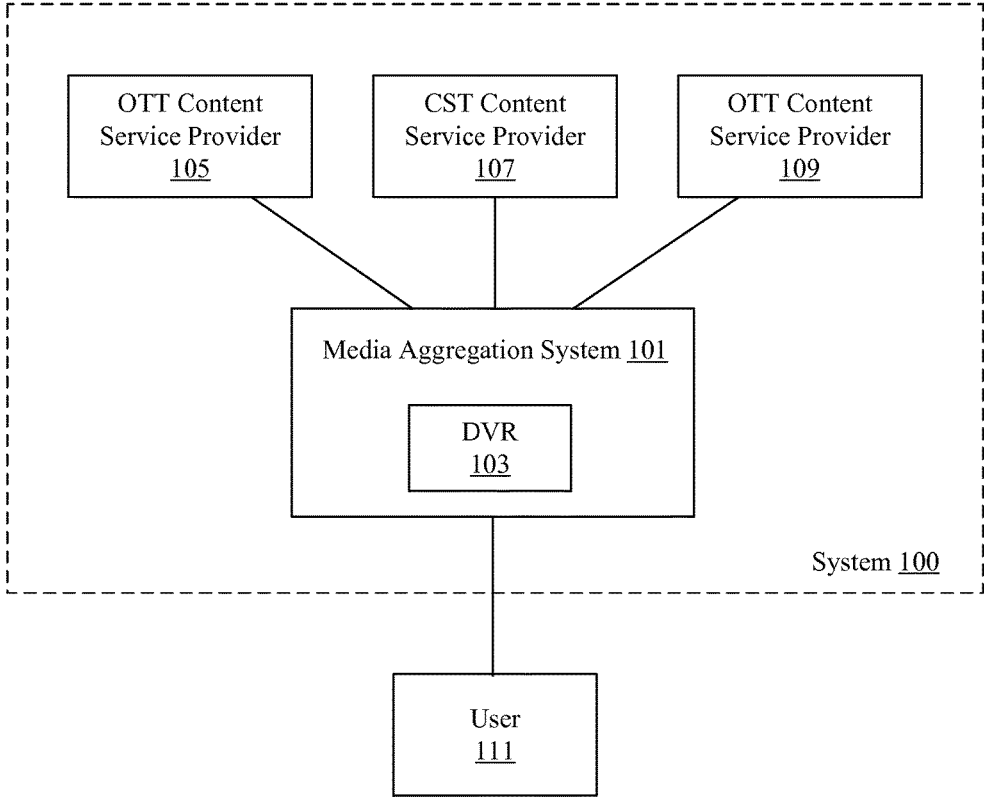 OTT Content
Service Provider
105
CST Content
Service Provider
107
OTT Content
Service Provider
109
Media Aggregation System 101
DVR
103
System 100
User
111